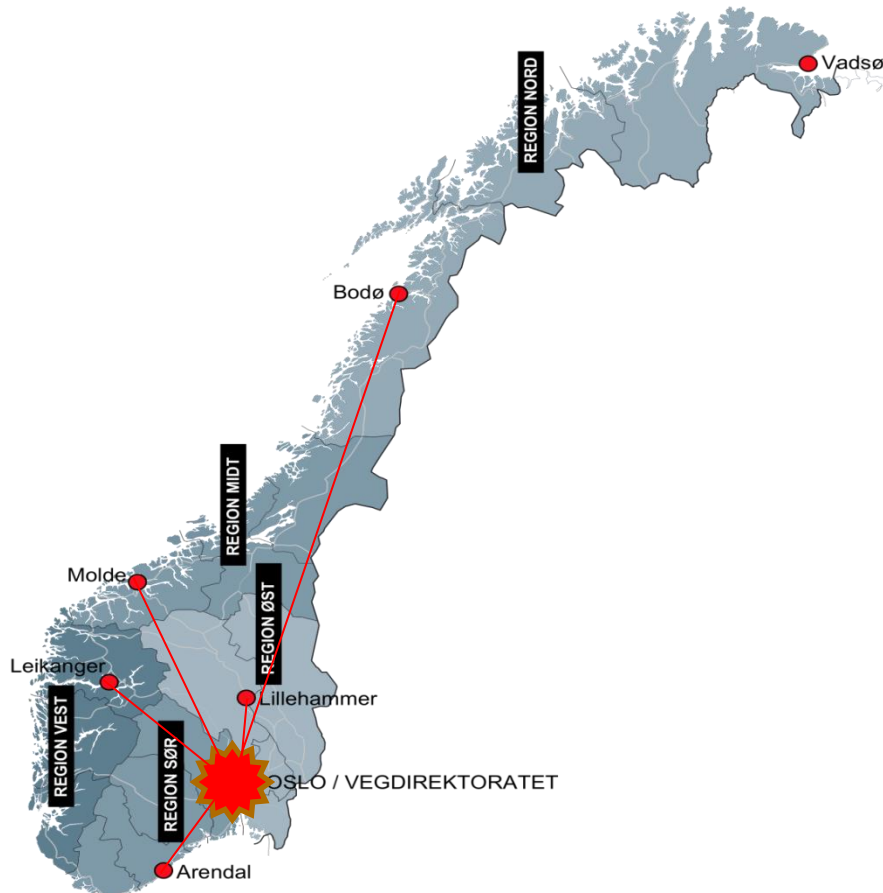 Vadsø
REGION NORD
Bodø
REGION MIDT
Molde
REGION ØST
Leikanger
Lillehammer
REGION VEST
REGION SØR
OSLO / VEGDIREKTORATET
Arendal